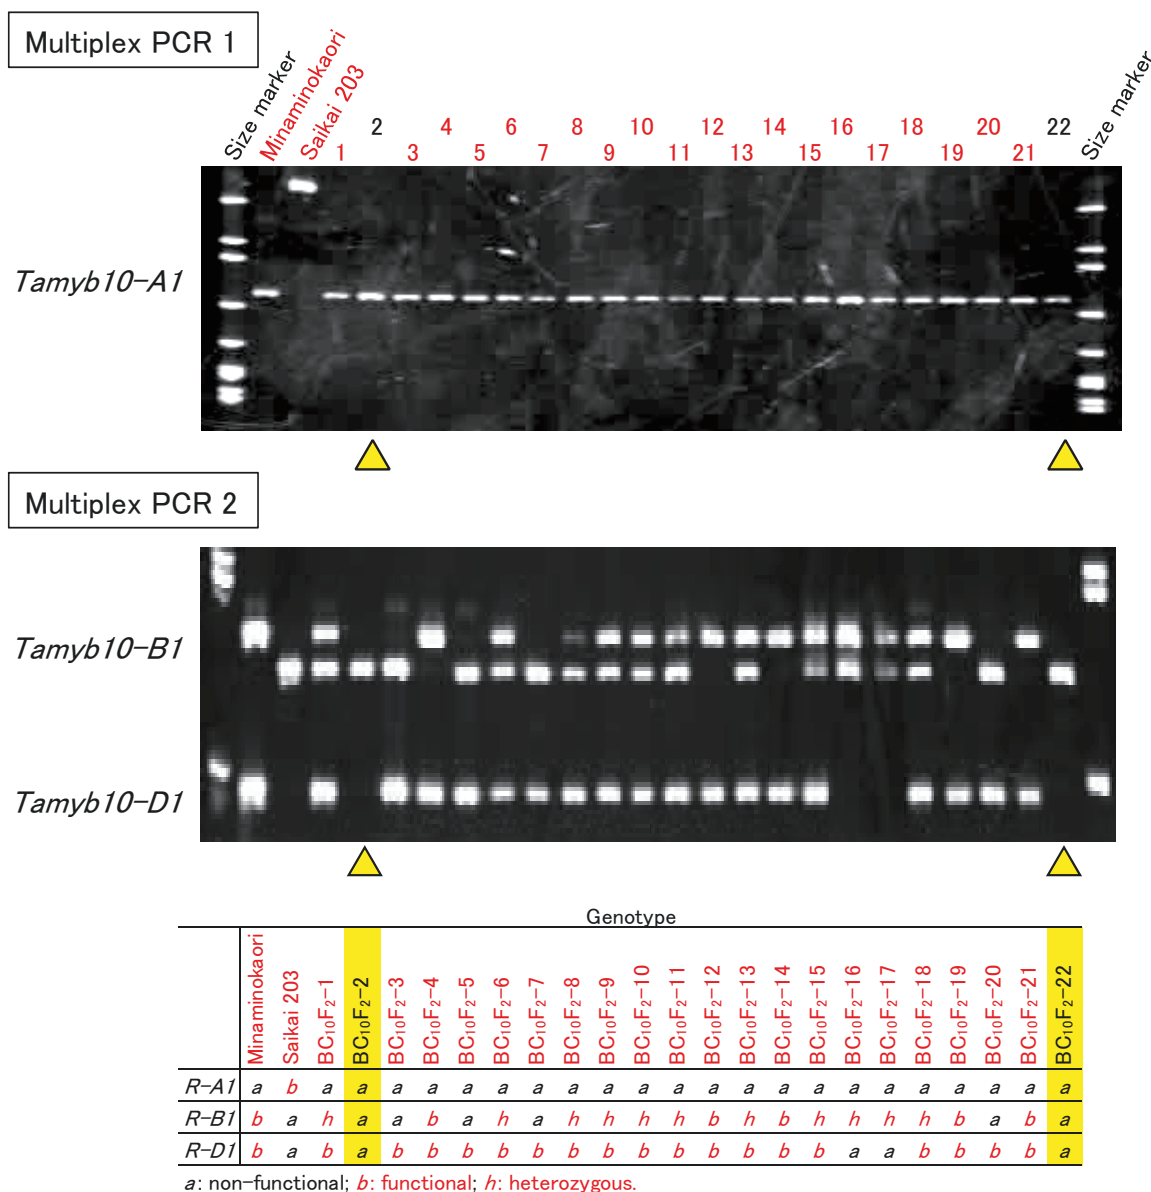 Multiplex PCR 1
Size marker
Minaminokaori
Saikai 203
2 4 6 8 10 12 14 16 18 20 22
1 3 5 7 9 11 13 15 17 19 21
Size marker
Tamyb10-A1
Multiplex PCR 2
Tamyb10-B1
Tamyb10-D1
Genotype
Minaminokaori
Saikai 203
BC₁₀F₂-1
BC₁₀F₂-2
BC₁₀F₂-3
BC₁₀F₂-4
BC₁₀F₂-5
BC₁₀F₂-6
BC₁₀F₂-7
BC₁₀F₂-8
BC₁₀F₂-9
BC₁₀F₂-10
BC₁₀F₂-11
BC₁₀F₂-12
BC₁₀F₂-13
BC₁₀F₂-14
BC₁₀F₂-15
BC₁₀F₂-16
BC₁₀F₂-17
BC₁₀F₂-18
BC₁₀F₂-19
BC₁₀F₂-20
BC₁₀F₂-21
BC₁₀F₂-22
R-A1 a b a a a a a a a a a a a a a a a a a a a a a a
R-B1 b a h a a b a h a h h h h b h b h h h h b a b a
R-D1 b a b a b b b b b b b b b b b b b a a b b b b a
a: non-functional; b: functional; h: heterozygous.